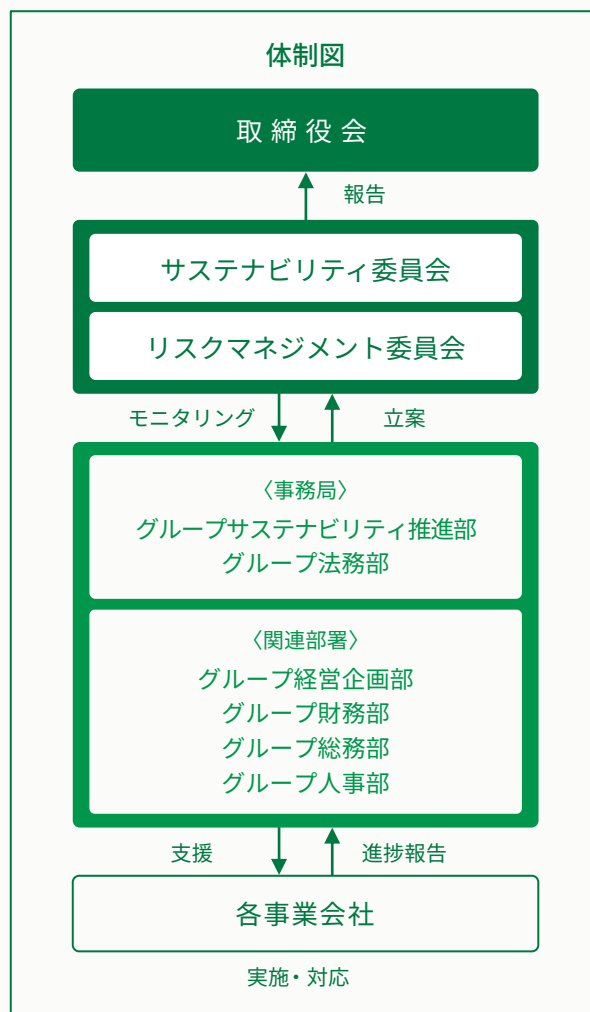 体制図
取締役会
報告
サステナビリティ委員会
リスクマネジメント委員会
モニタリング
立案
〈事務局〉
グループサステナビリティ推進部
グループ法務部
〈関連部署〉
グループ経営企画部
グループ財務部
グループ総務部
グループ人事部
支援
進捗報告
各事業会社
実施・対応